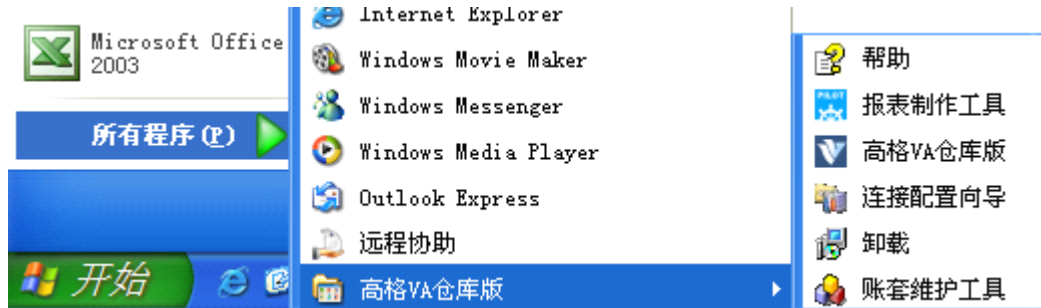 Microsoft Office
2003
所有程序(P)
开始
Internet Explorer
Windows Movie Maker
Windows Messenger
Windows Media Player
Outlook Express
远程协助
高格VA仓库版
帮助
PILOT
报表制作工具
高格VA仓库版
连接配置向导
卸载
账套维护工具